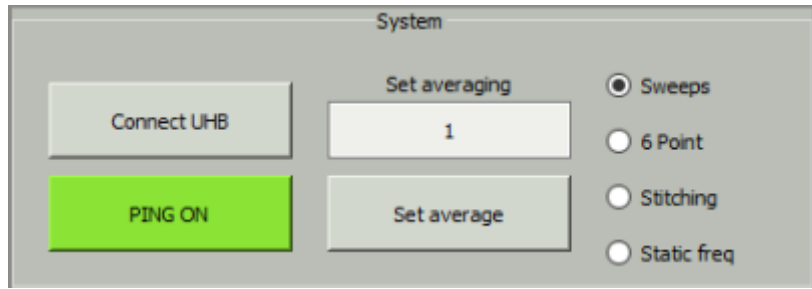 System
Connect UHB
PING ON
Set averaging
1
Set average
Sweeps
6 Point
Stitching
Static freq